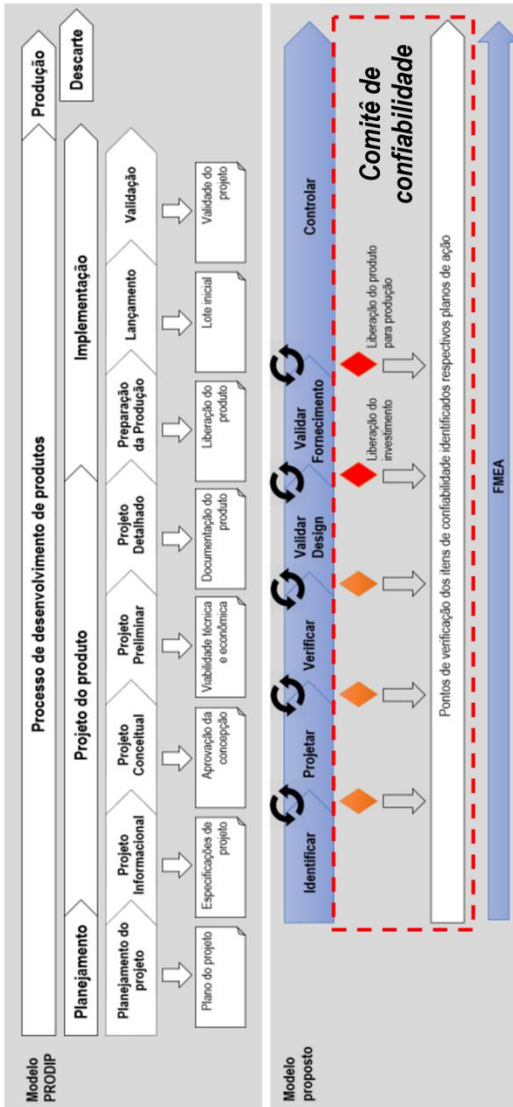 Modelo
PRODIP
Processo de desenvolvimento de produtos
Produção
Descarte
Planejamento
Projeto do produto
Implementação
Planejamento do
projeto
Projeto
Informacional
Projeto
Conceitual
Projeto
Preliminar
Projeto
Detalhado
Preparação
da Produção
Lançamento
Validação
Plano do projeto
Especificações de
projeto
Aprovação da
concepção
Viabilidade técnica
e econômica
Documentação do
produto
Liberação do
produto
Lote inicial
Validade do
projeto
Modelo
proposto
Identificar
Projetar
Verificar
Validar
Design
Validar
Fornecimento
Controlar
Liberação do
investimento
Liberação do produto
para produção
Comitê de
confiabilidade
Pontos de verificação dos itens de confiabilidade identificados respectivos planos de ação
FMEA